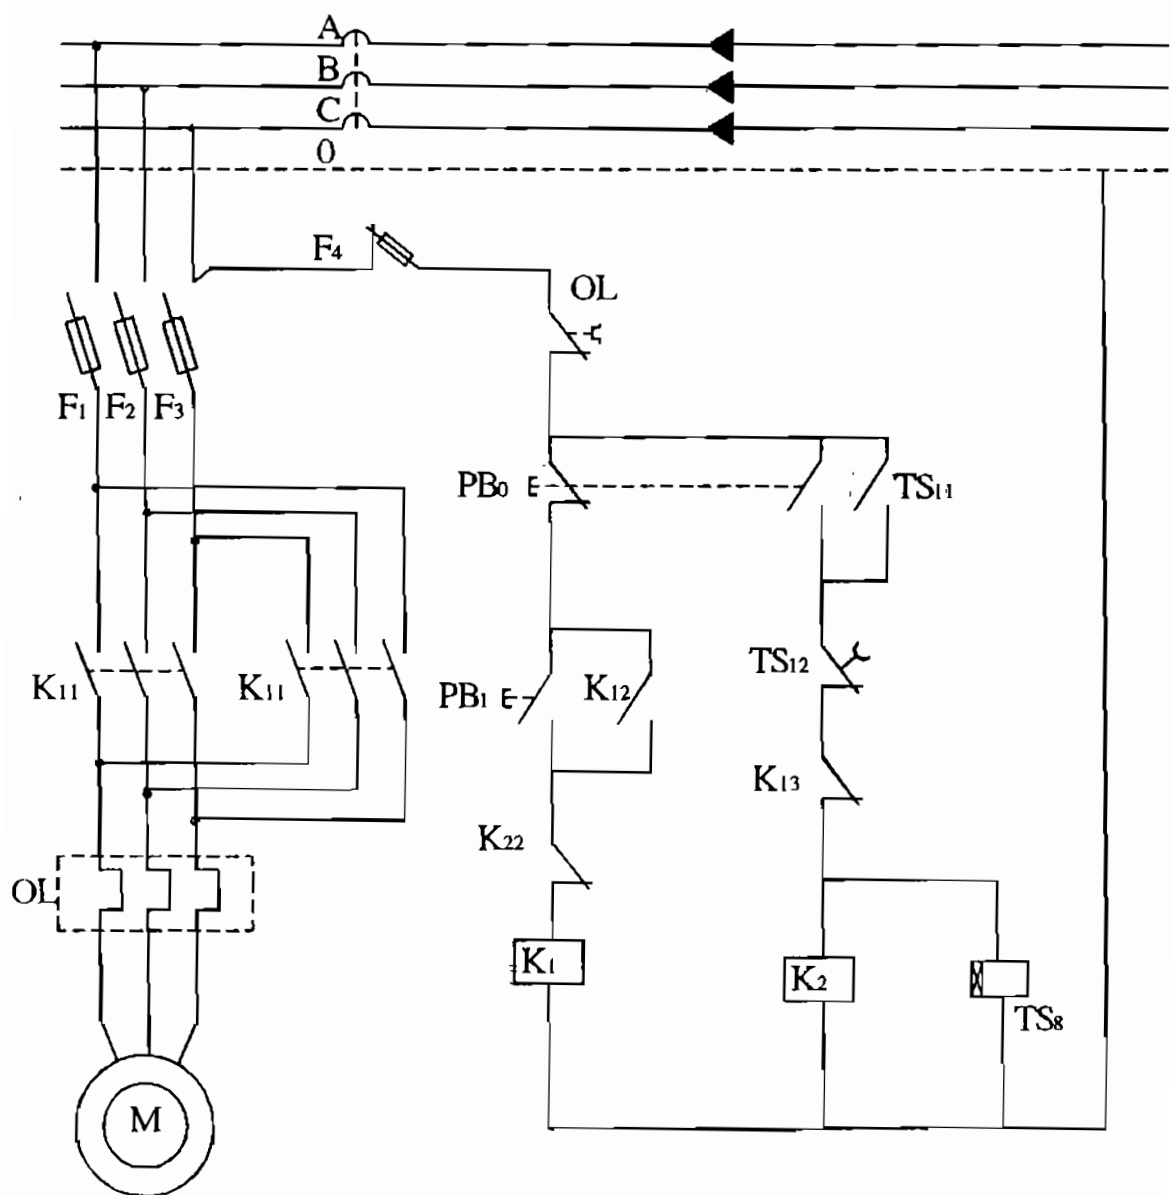 A
B
C
0
F4
OL
F1 F2 F3
PB0
TS11
K11 K11
PB1 K12
TS12
K13
K22
OL
K1
K2
TS8
M